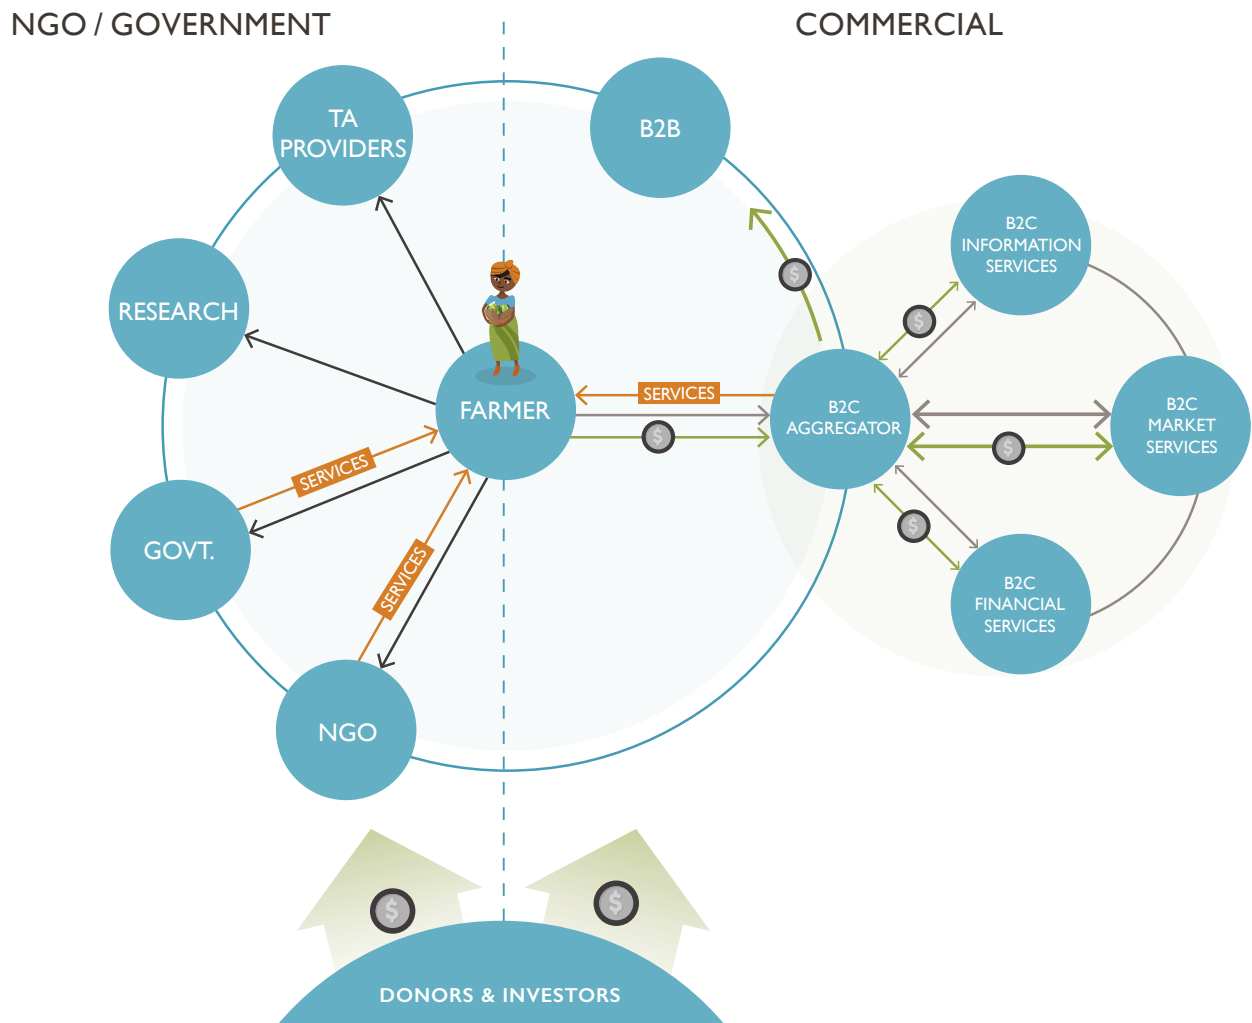 NGO / GOVERNMENT
COMMERCIAL
TA
PROVIDERS
B2B
B2C
INFORMATION
SERVICES
RESEARCH
FARMER
SERVICES
B2C
AGGREGATOR
B2C
MARKET
SERVICES
SERVICES
GOVT.
SERVICES
B2C
FINANCIAL
SERVICES
NGO
$
$
$
$
$
$
$
DONORS & INVESTORS